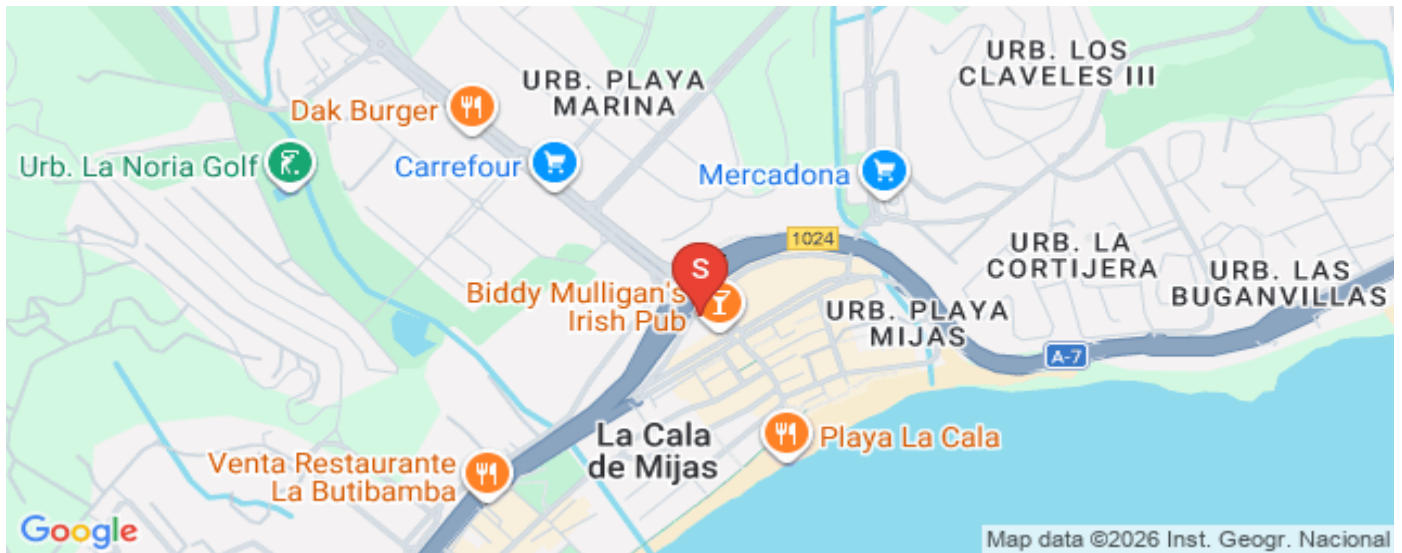 URB. LOS
CLAVELES III
URB. PLAYA
MARINA
Dak Burger
Urb. La Noria Golf
Carrefour
Mercadona
1024
URB. LA
CORTIJERA
URB. LAS
BUGANVILLAS
S
Biddy Mulligan's
Irish Pub
URB. PLAYA
MIJAS
A-7
La Cala
de Mijas
Playa La Cala
Venta Restaurante
La Butibamba
Google
Map data ©2026 Inst. Geogr. Nacional